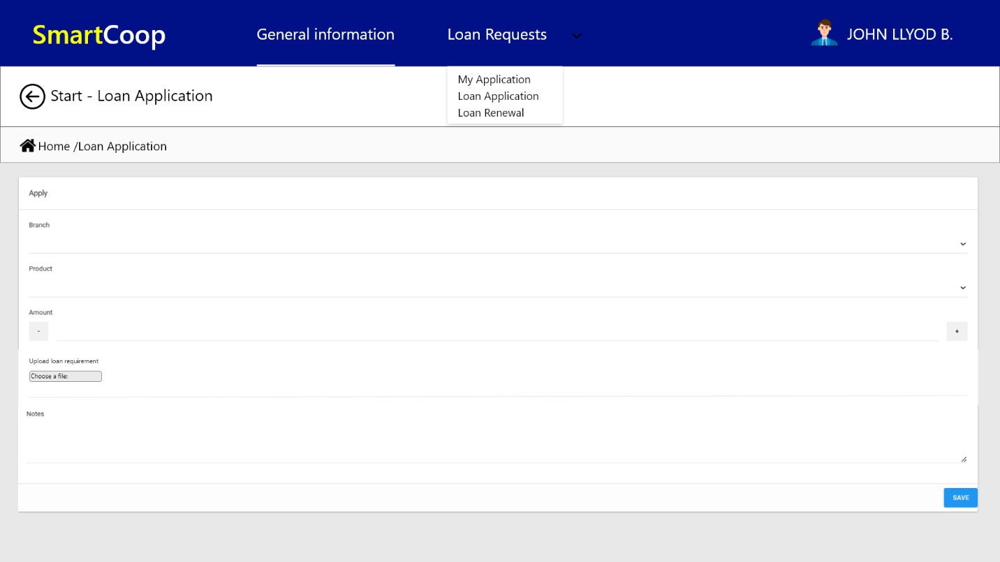 SmartCoop
General information
Loan Requests
JOHN LLYOD B.
My Application
Loan Application
Loan Renewal
Start - Loan Application
Home /Loan Application
Apply
Branch
Product
Amount
-
+
Upload loan requirement
Choose a file:
Notes
SAVE